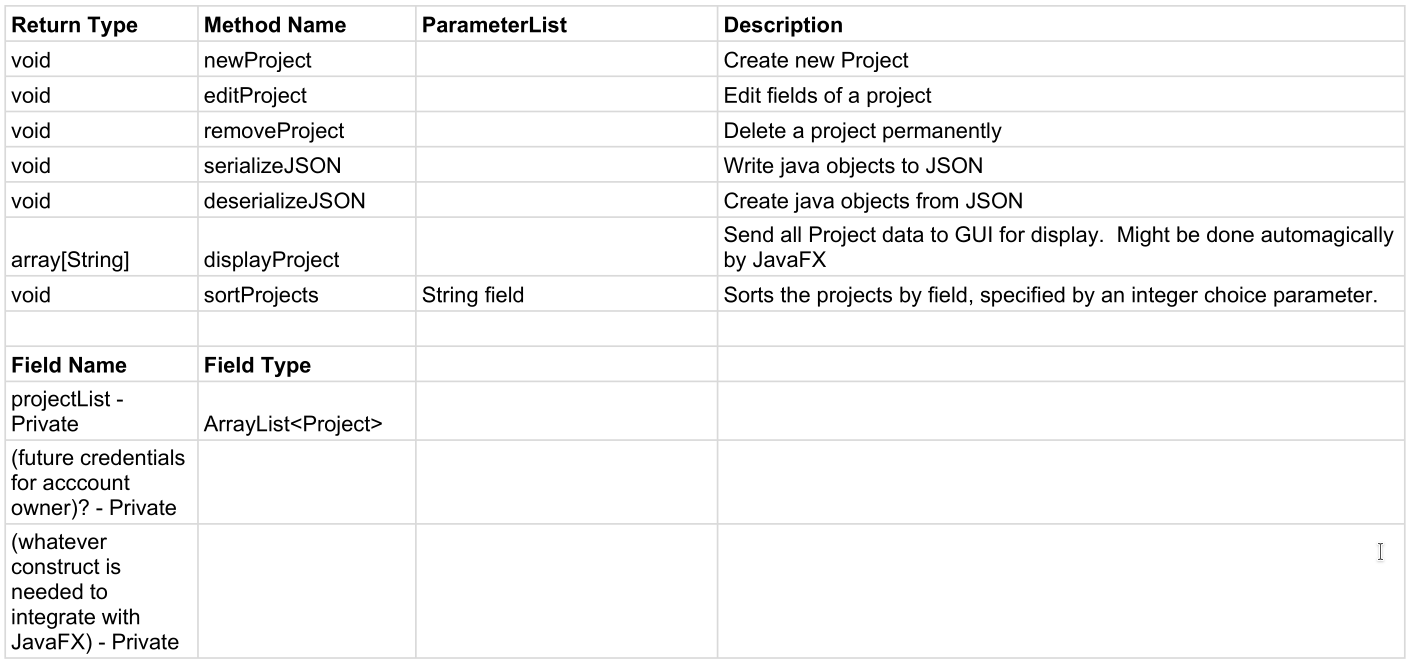 Return Type Method Name ParameterList Description
void newProject Create new Project
void editProject Edit fields of a project
void removeProject Delete a project permanently
void serializeJSON Write java objects to JSON
void deserializeJSON Create java objects from JSON
array[String] displayProject Send all Project data to GUI for display.  Might be done automagically
by JavaFX
void sortProjects String field Sorts the projects by field, specified by an integer choice parameter.
Field Name Field Type
projectList -
Private ArrayList<Project>
(future credentials
for acccount
owner)? - Private
(whatever
construct is
needed to
integrate with
JavaFX) - Private